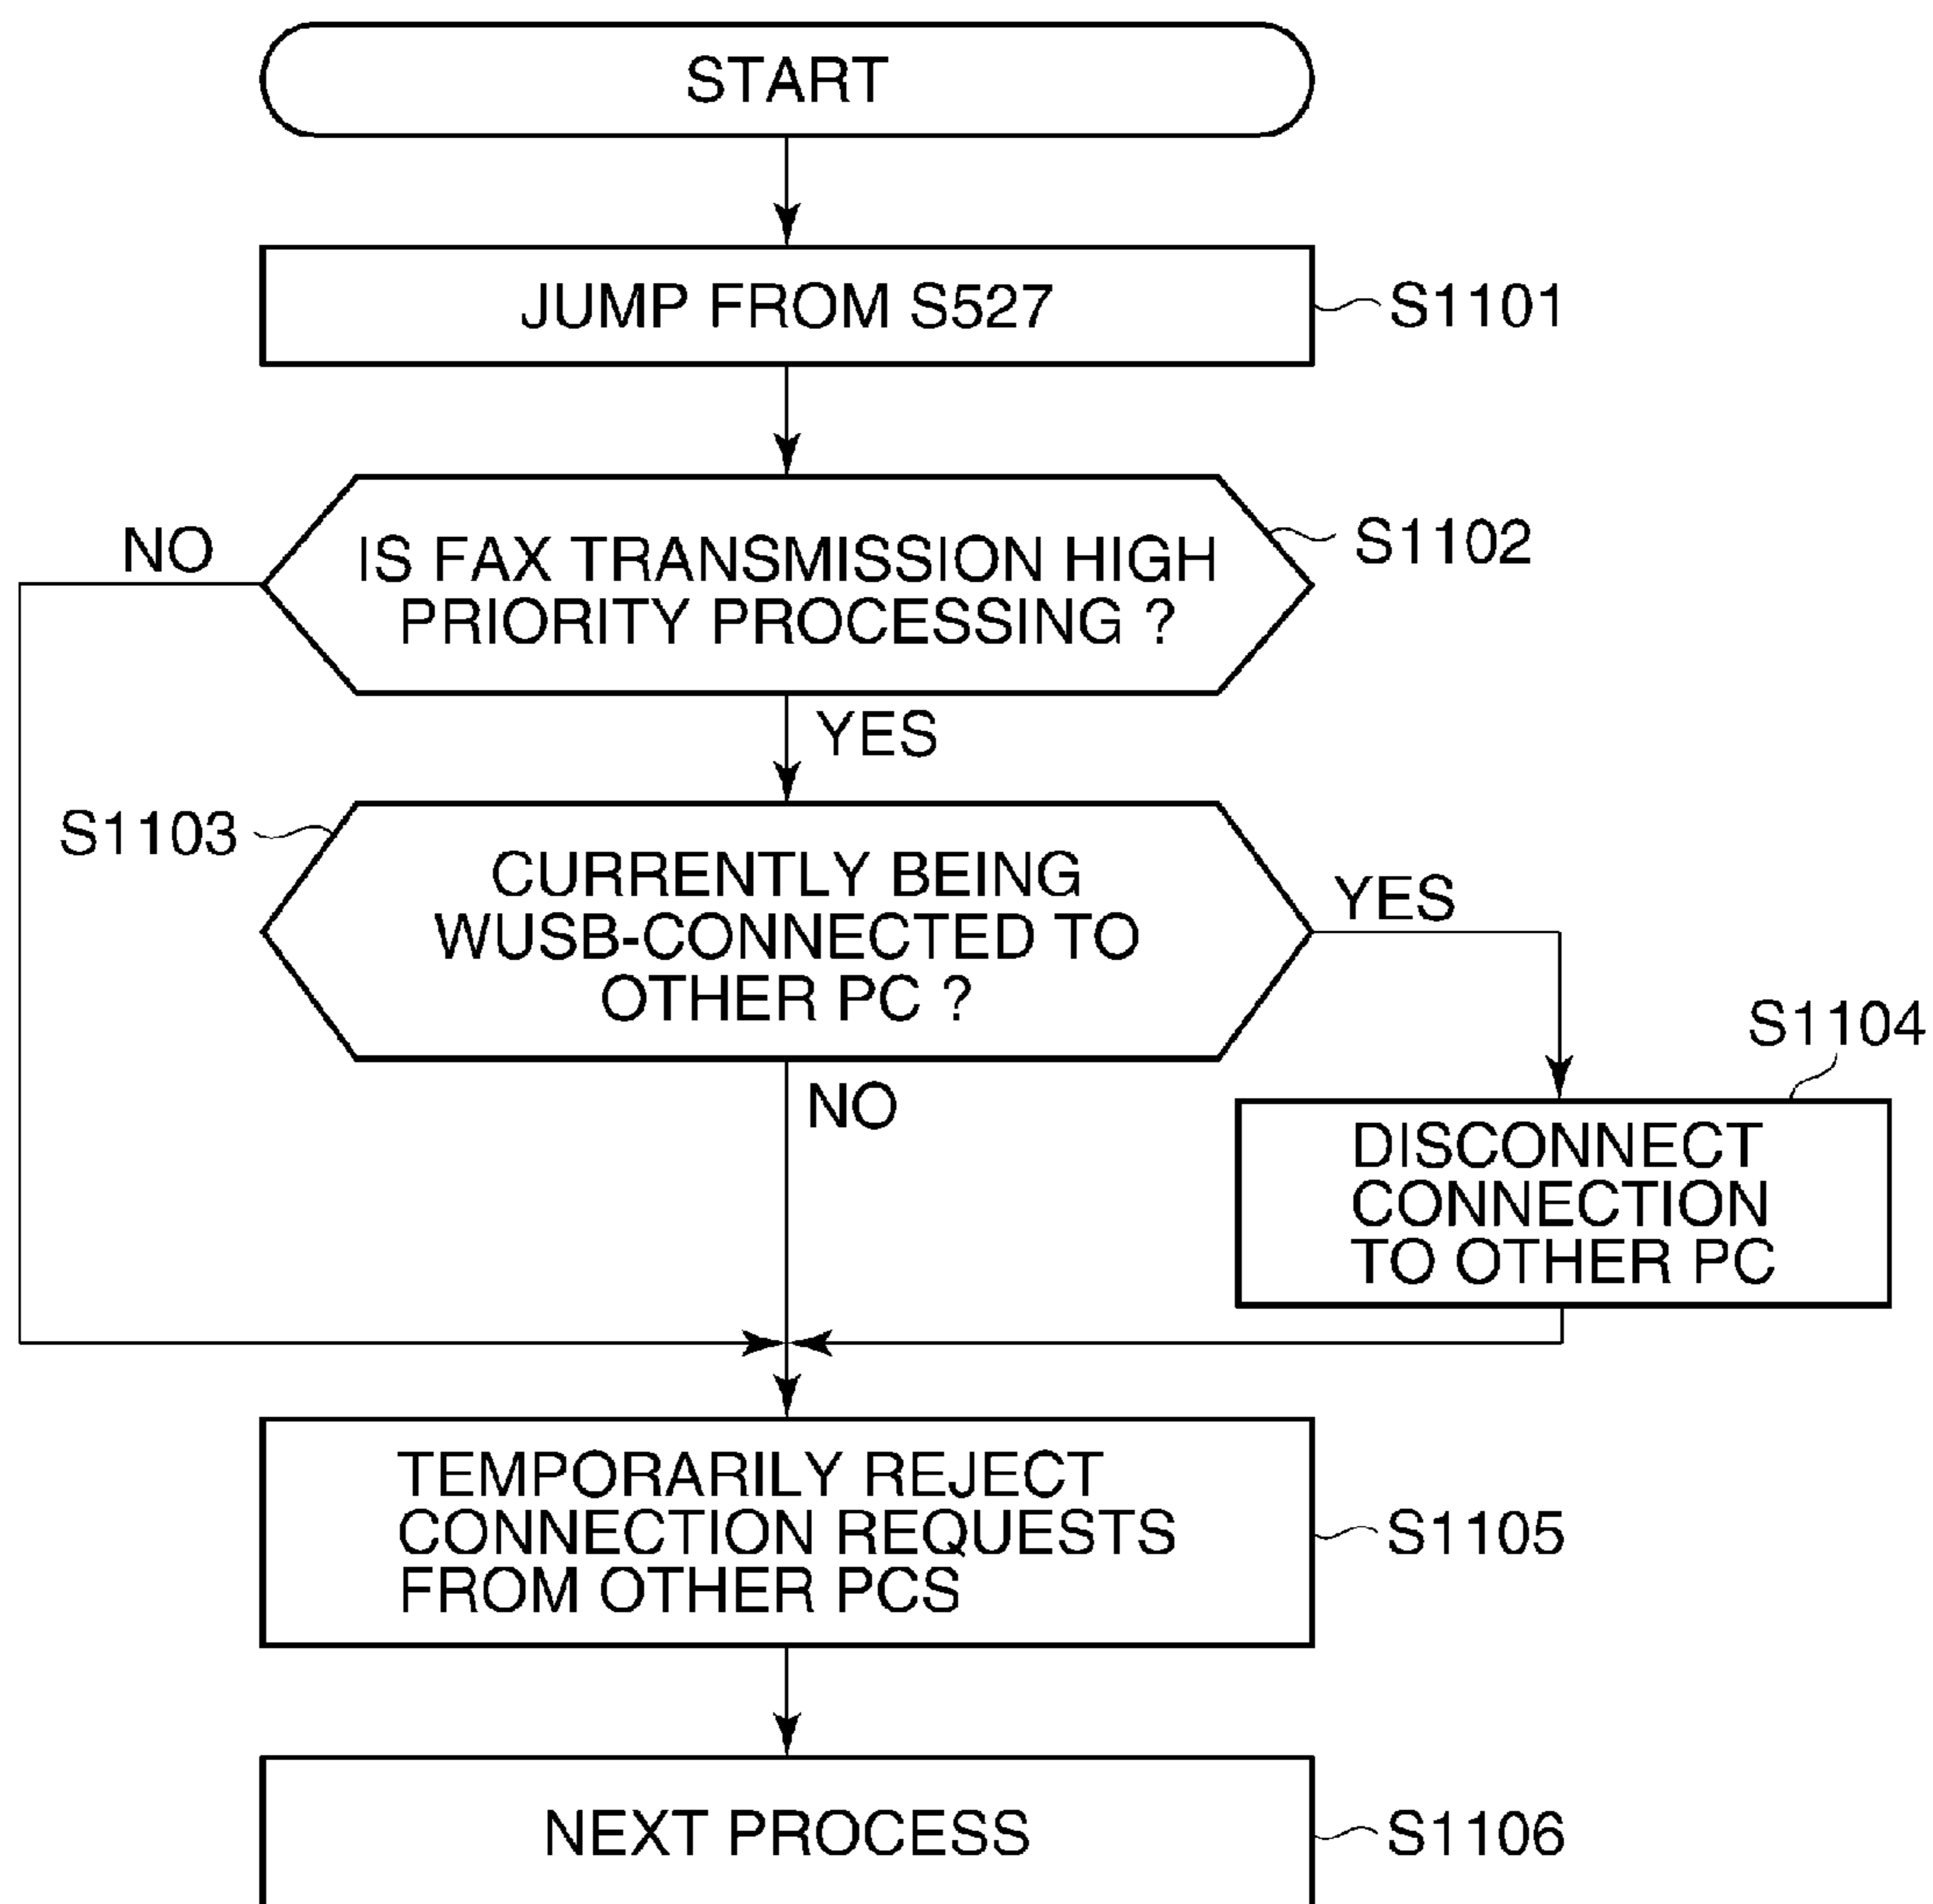 START
JUMP FROM S527
S1101
NO
IS FAX TRANSMISSION HIGH
PRIORITY PROCESSING ?
S1102
YES
S1103
CURRENTLY BEING
WUSB-CONNECTED TO
OTHER PC ?
YES
NO
S1104
DISCONNECT
CONNECTION
TO OTHER PC
TEMPORARILY REJECT
CONNECTION REQUESTS
FROM OTHER PCS
S1105
NEXT PROCESS
S1106